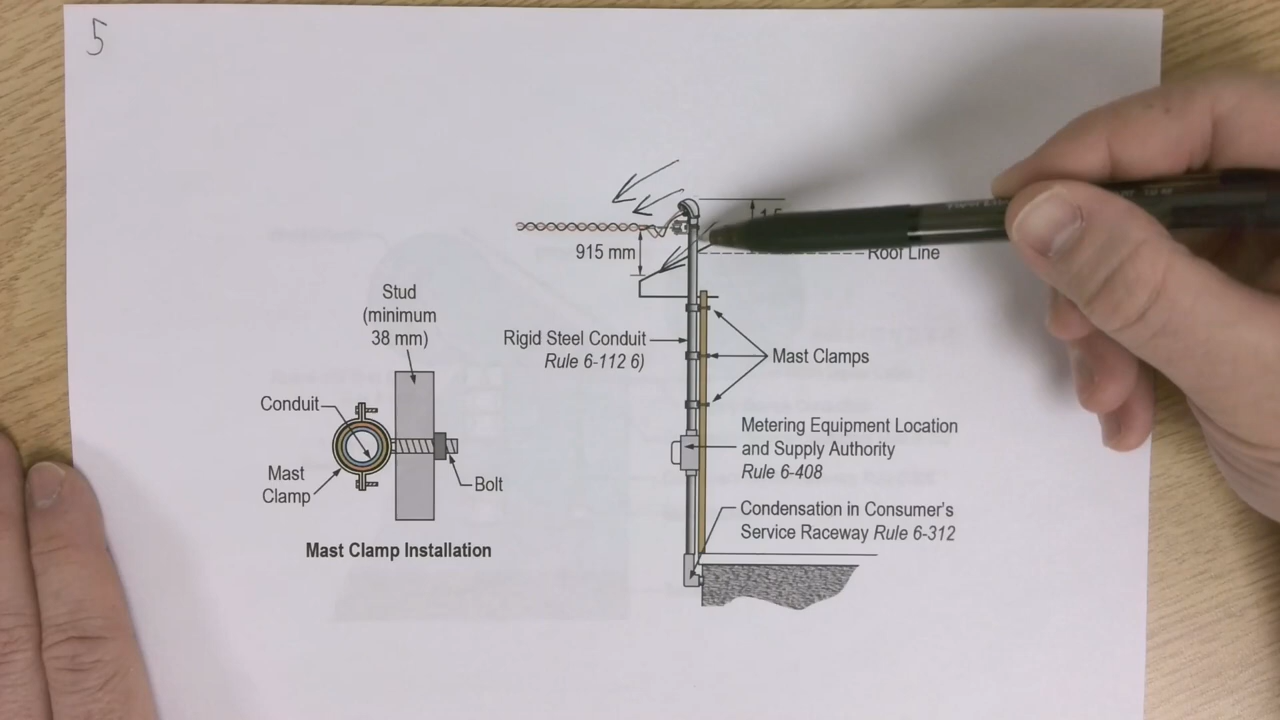 5
1.5
915 mm
Roof Line
Stud
(minimum
38 mm)
Rigid Steel Conduit
Rule 6-112 6)
Mast Clamps
Conduit
Mast
Clamp
Bolt
Mast Clamp Installation
Metering Equipment Location
and Supply Authority
Rule 6-408
Condensation in Consumer's
Service Raceway Rule 6-312